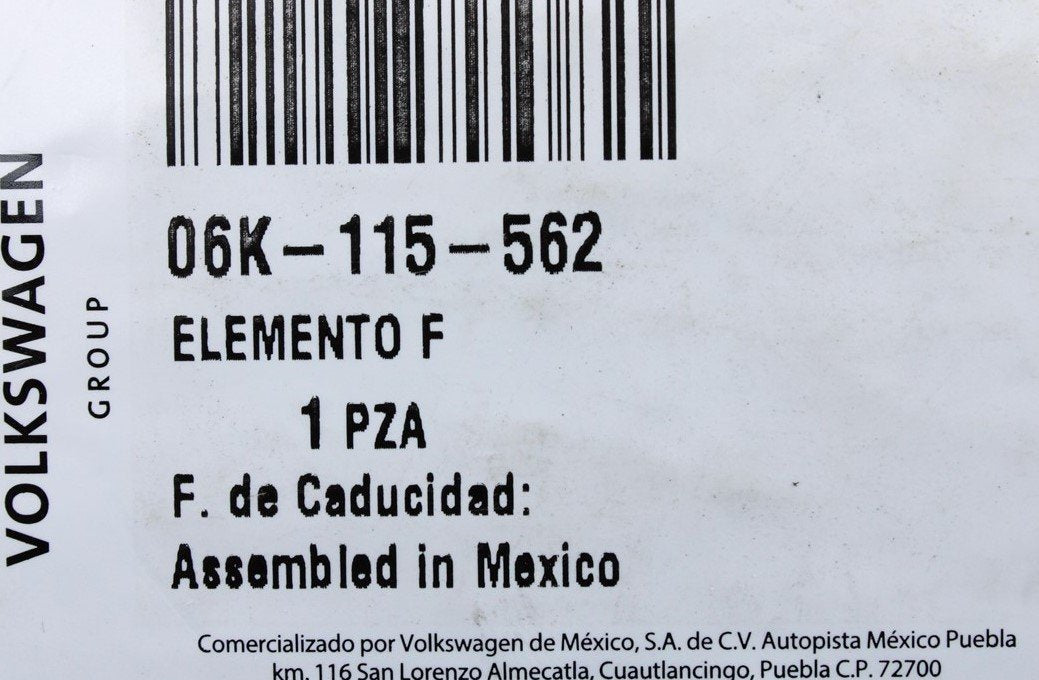 VOLKSWAGEN
GROUP
06K-115-562
ELEMENTO F
1 PZA
F. de Caducidad:
Assembled in Mexico
Comercializado por Volkswagen de México, S.A. de C.V. Autopista México Puebla
km. 116 San Lorenzo Almecatla, Cuautlancingo, Puebla C.P. 72700